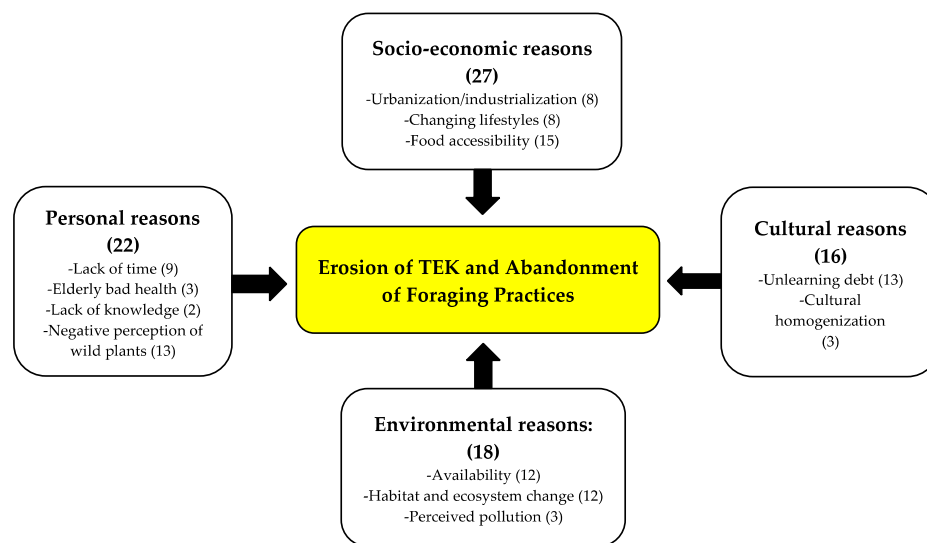 Socio-economic reasons
(27)
-Urbanization/industrialization (8)
-Changing lifestyles (8)
-Food accessibility (15)
Personal reasons
(22)
-Lack of time (9)
-Elderly bad health (3)
-Lack of knowledge (2)
-Negative perception of
wild plants (13)
Erosion of TEK and Abandonment
of Foraging Practices
Cultural reasons
(16)
-Unlearning debt (13)
-Cultural
homogenization
(3)
Environmental reasons:
(18)
-Availability (12)
-Habitat and ecosystem change (12)
-Perceived pollution (3)